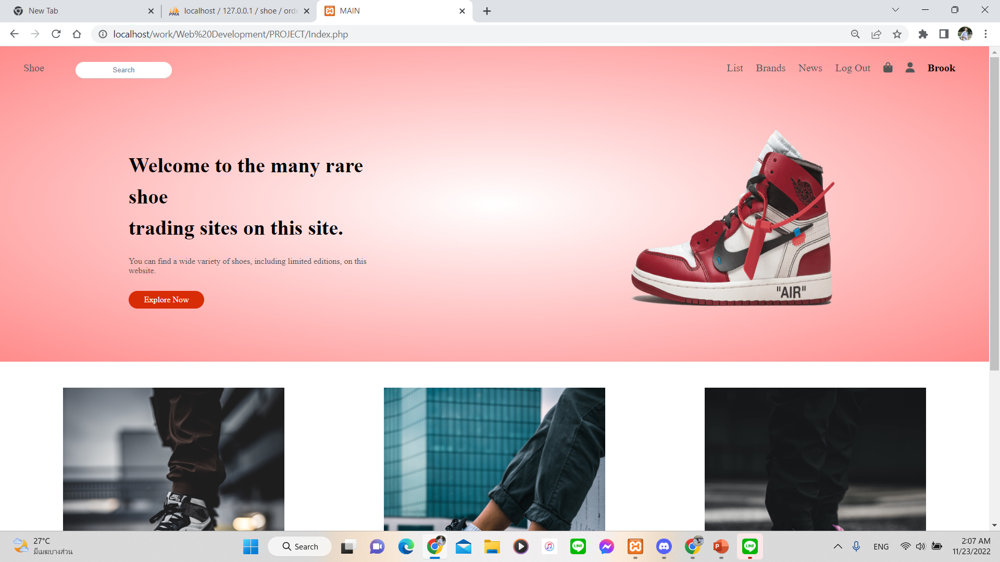 New Tab
localhost / 127.0.0.1 / shoe / orde
MAIN
localhost/work/Web%20Development/PROJECT/Index.php
Shoe
Search
List
Brands
News
Log Out
Brook
Welcome to the many rare
shoe
trading sites on this site.
You can find a wide variety of shoes, including limited editions, on this
website.
Explore Now
"AIR"
27°C
มีเมฆบางส่วน
Search
LINE
LINE
ENG
2:07 AM
11/23/2022